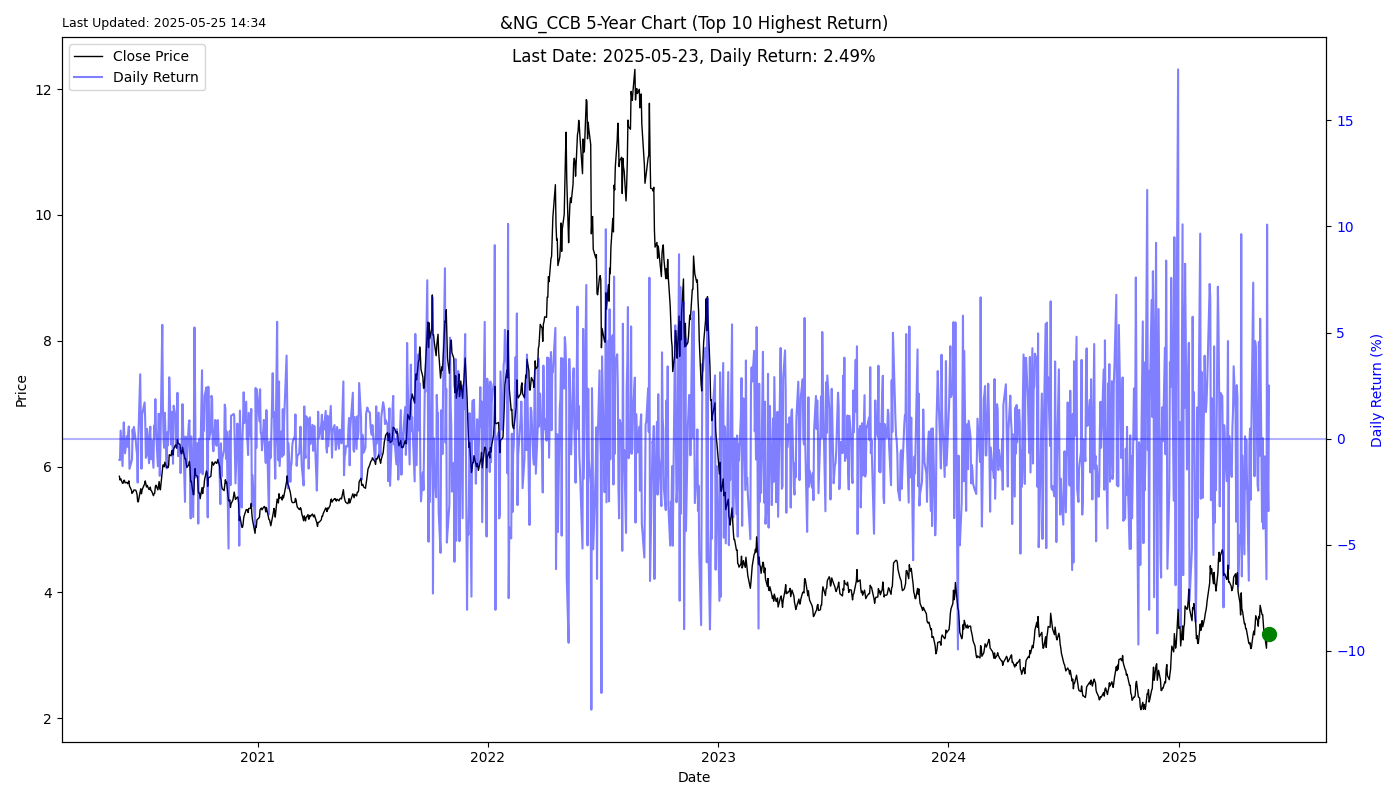 Last Updated: 2025-05-25 14:34
&NG_CCB 5-Year Chart (Top 10 Highest Return)
Last Date: 2025-05-23, Daily Return: 2.49%
Close Price
Daily Return
12
10
8
6
4
2
Price
15
10
5
0
−5
−10
Daily Return (%)
2021
2022
2023
2024
2025
Date